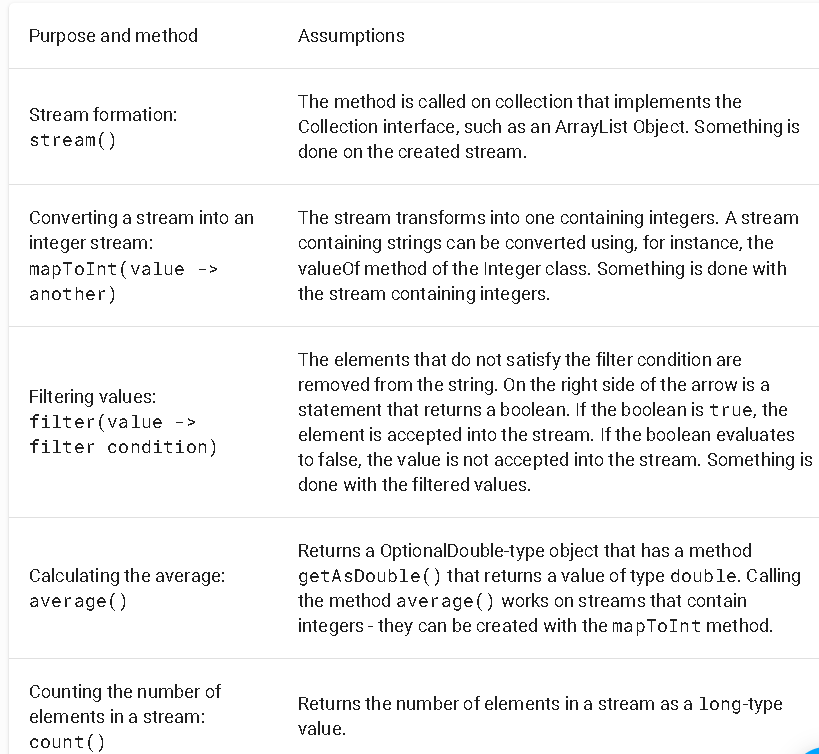 Purpose and method
Assumptions
Stream formation:
stream()
The method is called on collection that implements the
Collection interface, such as an ArrayList Object. Something is
done on the created stream.
Converting a stream into an
integer stream:
mapToInt(value ->
another)
The stream transforms into one containing integers. A stream
containing strings can be converted using, for instance, the
valueOf method of the Integer class. Something is done with
the stream containing integers.
Filtering values:
filter(value ->
filter condition)
The elements that do not satisfy the filter condition are
removed from the string. On the right side of the arrow is a
statement that returns a boolean. If the boolean is true, the
element is accepted into the stream. If the boolean evaluates
to false, the value is not accepted into the stream. Something is
done with the filtered values.
Calculating the average:
average()
Returns a OptionalDouble-type object that has a method
getAsDouble() that returns a value of type double. Calling
the method average() works on streams that contain
integers - they can be created with the mapToInt method.
Counting the number of
elements in a stream:
count()
Returns the number of elements in a stream as a long-type
value.